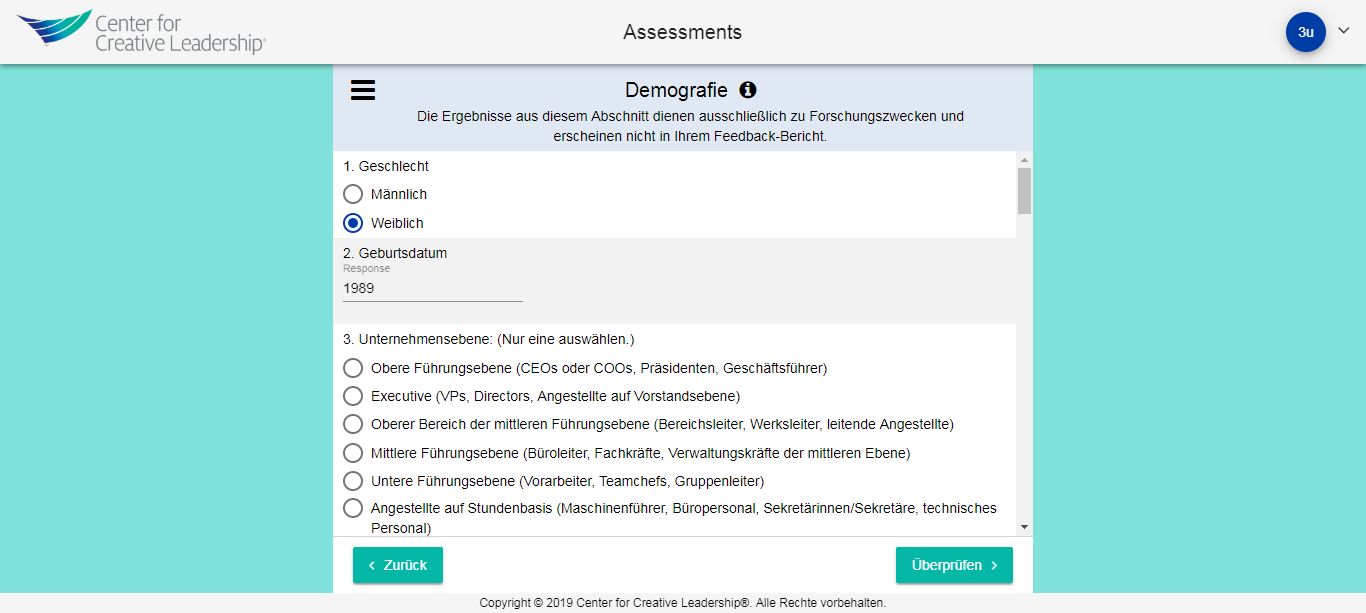 Center for
Creative Leadership®
Assessments
3u
Demografie
Die Ergebnisse aus diesem Abschnitt dienen ausschließlich zu Forschungszwecken und
erscheinen nicht in Ihrem Feedback-Bericht.
1. Geschlecht
Männlich
Weiblich
2. Geburtsdatum
Response
1989
3. Unternehmensebene: (Nur eine auswählen.)
Obere Führungsebene (CEOs oder COOs, Präsidenten, Geschäftsführer)
Executive (VPs, Directors, Angestellte auf Vorstandsebene)
Oberer Bereich der mittleren Führungsebene (Bereichsleiter, Werksleiter, leitende Angestellte)
Mittlere Führungsebene (Büroleiter, Fachkräfte, Verwaltungskräfte der mittleren Ebene)
Untere Führungsebene (Vorarbeiter, Teamchefs, Gruppenleiter)
Angestellte auf Stundenbasis (Maschinenführer, Büropersonal, Sekretärinnen/Sekretäre, technisches
Personal)
Zurück
Überprüfen
Copyright © 2019 Center for Creative Leadership®. Alle Rechte vorbehalten.